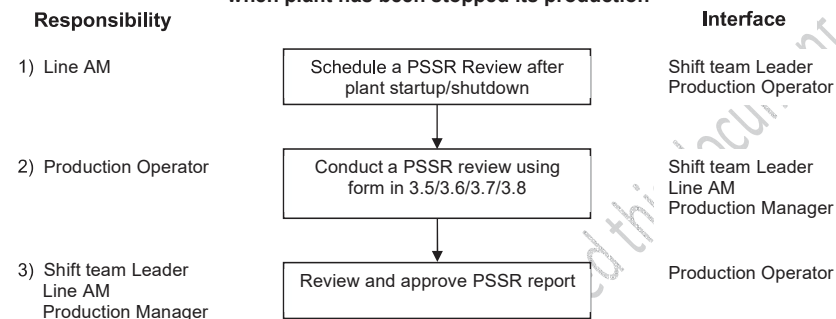 when plant has been stopped its production
Responsibility
Interface
1) Line AM
Schedule a PSSR Review after
plant startup/shutdown
Shift team Leader
Production Operator
2) Production Operator
Conduct a PSSR review using
form in 3.5/3.6/3.7/3.8
Shift team Leader
Line AM
Production Manager
3) Shift team Leader
Line AM
Production Manager
Review and approve PSSR report
Production Operator
this document